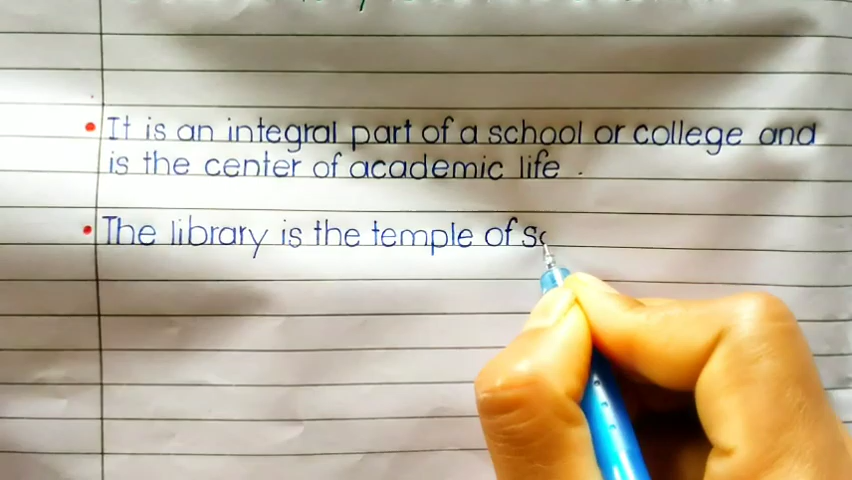 • It is an integral part of a school or college and
is the center of academic life .
• The library is the temple of